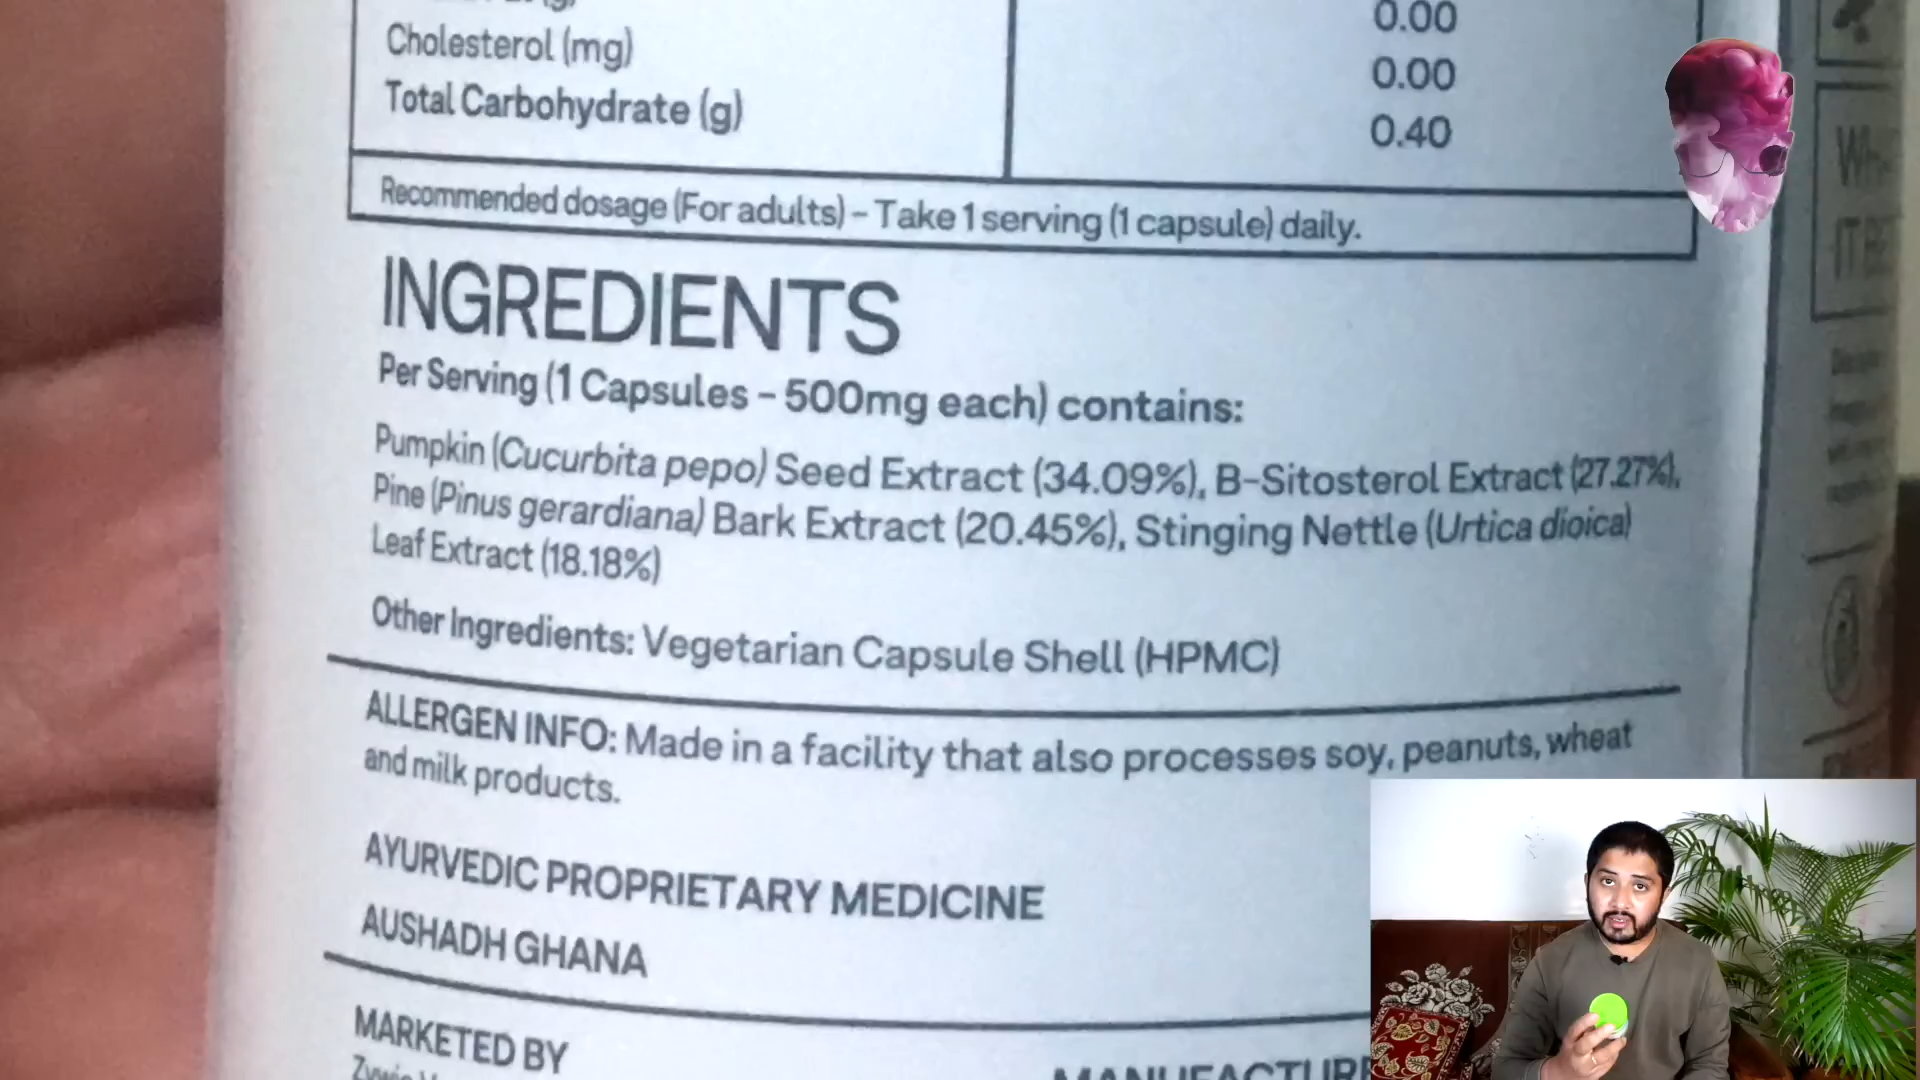 0.00
Cholesterol (mg) 0.00
Total Carbohydrate (g) 0.40
Recommended dosage (For adults) - Take 1 serving (1 capsule) daily.
INGREDIENTS
Per Serving (1 Capsules - 500mg each) contains:
Pumpkin (Cucurbita pepo) Seed Extract (34.09%), B-Sitosterol Extract (27.27%),
Pine (Pinus gerardiana) Bark Extract (20.45%), Stinging Nettle (Urtica dioica)
Leaf Extract (18.18%)
Other Ingredients: Vegetarian Capsule Shell (HPMC)
ALLERGEN INFO: Made in a facility that also processes soy, peanuts, wheat
and milk products.
AYURVEDIC PROPRIETARY MEDICINE
AUSHADH GHANA
MARKETED BY